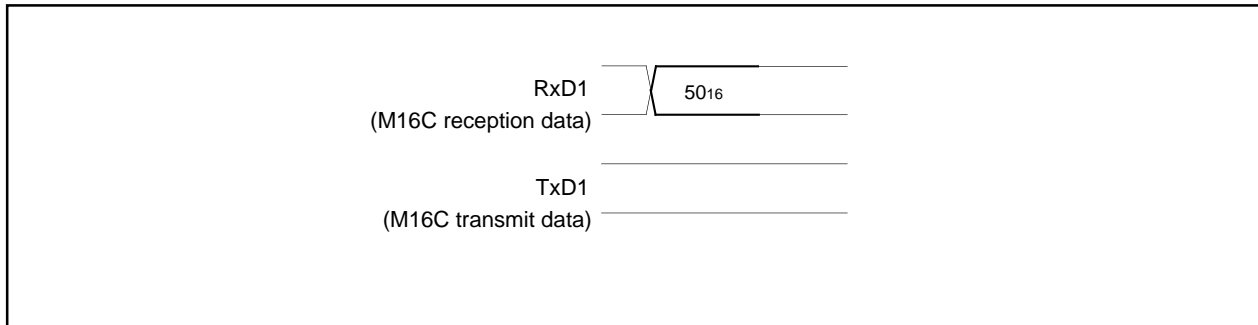 RxD1
5016
(M16C reception data)
TxD1
(M16C transmit data)